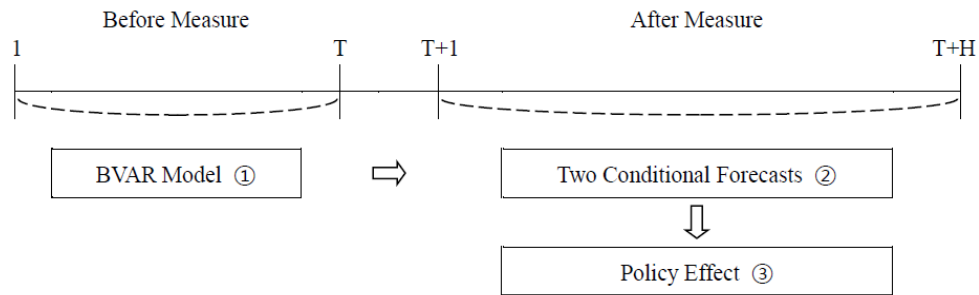 Before Measure
After Measure
1
T
T+1
T+H
BVAR Model ①
Two Conditional Forecasts ②
Policy Effect ③